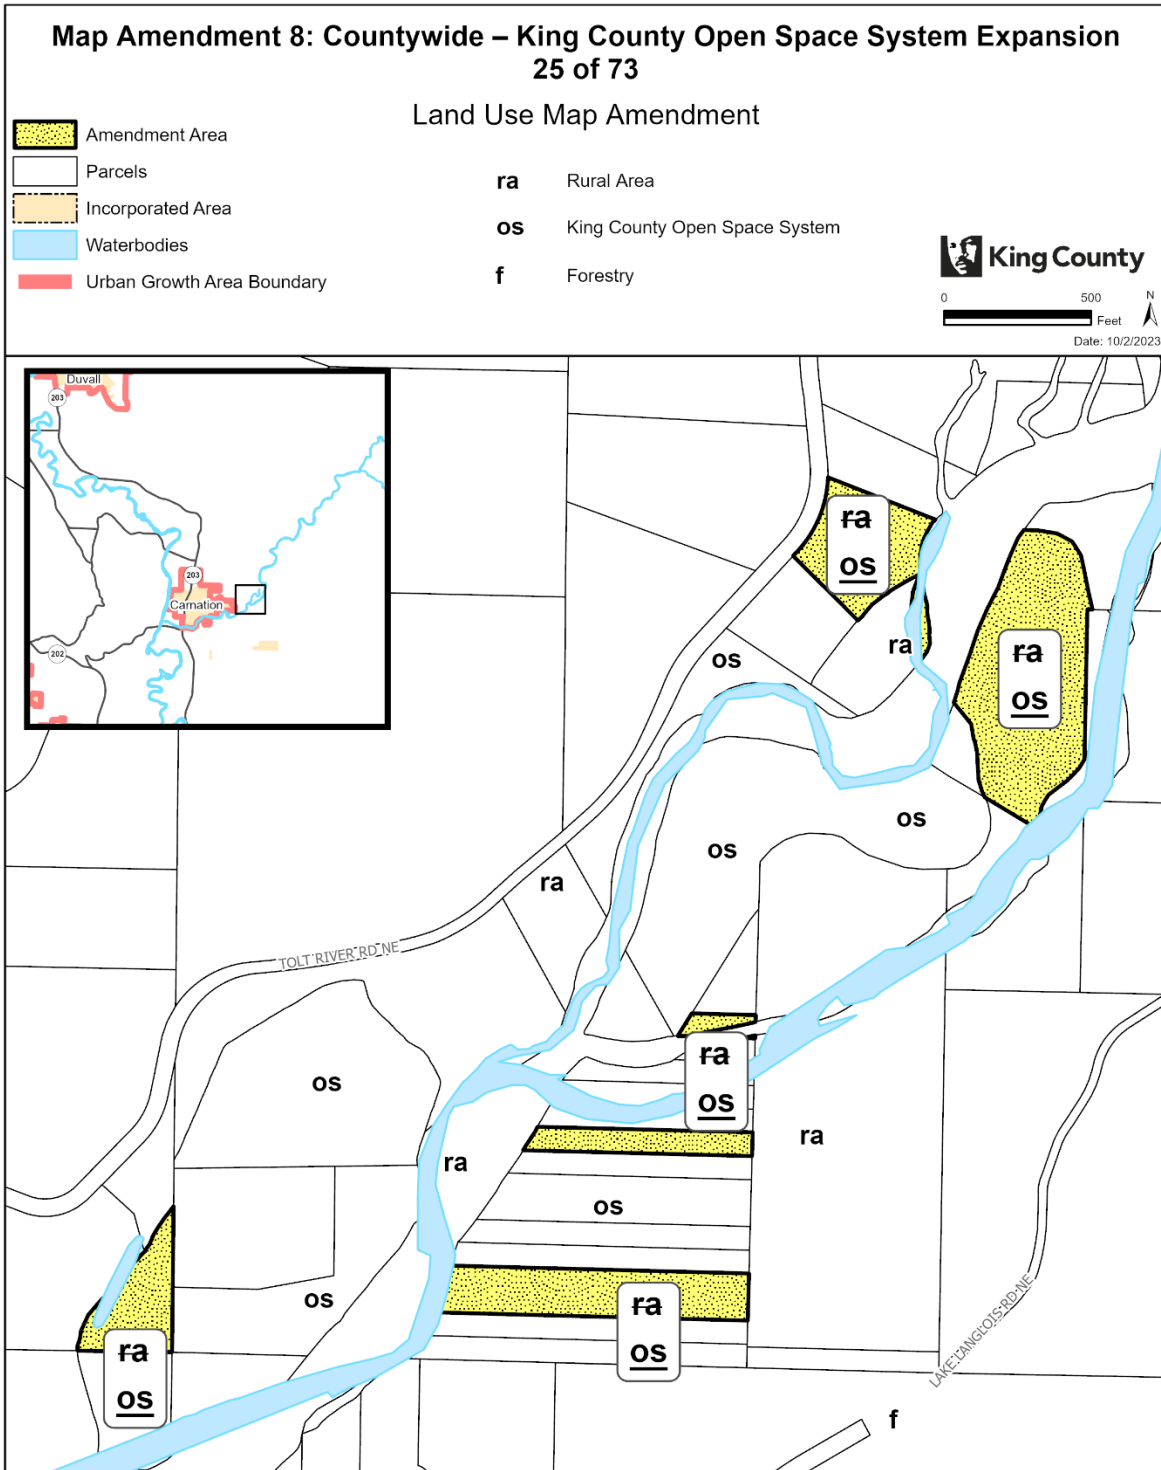 Map Amendment 8: Countywide – King County Open Space System Expansion
25 of 73
Land Use Map Amendment
Amendment Area
Parcels
Incorporated Area
Waterbodies
Urban Growth Area Boundary
ra Rural Area
os King County Open Space System
f Forestry
King County
0 500
Feet
N
Date: 10/2/2023
Duvall
203
203
Carnation
202
ra
os
ra
os
ra
os
os
os
ra
TOLT RIVER RD NE
ra
os
os
ra
ra
os
ra
os
os
ra
os
LAKE LANGLOIS RD NE
f